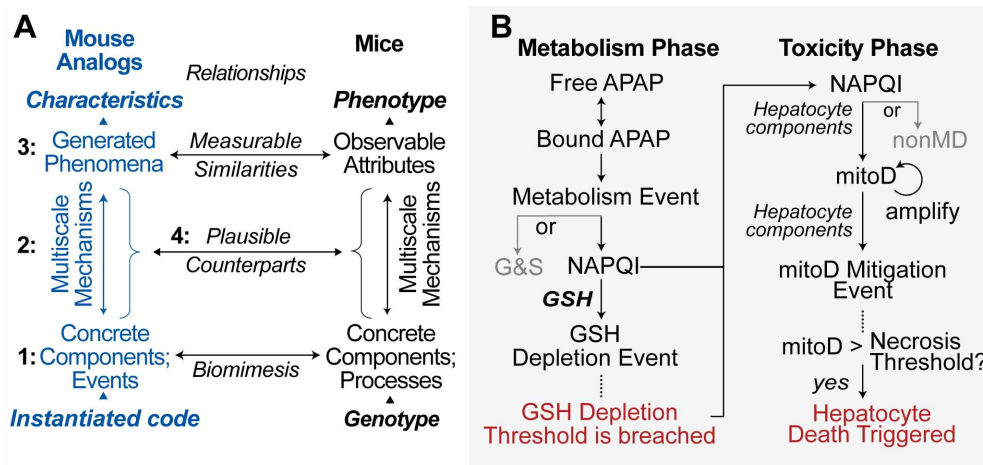 A
Mouse
Analogs
Mice
Relationships
Characteristics
Phenotype
3:
Generated
Phenomena
Measurable
Similarities
Observable
Attributes
2:
Multiscale
Mechanisms
4: Plausible
Counterparts
Multiscale
Mechanisms
1:
Concrete
Components;
Events
Biomimesis
Concrete
Components;
Processes
Instantiated code
Genotype
B
Metabolism Phase
Free APAP
Bound APAP
Metabolism Event
or
G&S
NAPQI
GSH
GSH
Depletion Event
GSH Depletion
Threshold is breached
Toxicity Phase
NAPQI
Hepatocyte
components
or
nonMD
mitoD
amplify
Hepatocyte
components
mitoD Mitigation
Event
mitoD > Necrosis
Threshold?
yes
Hepatocyte
Death Triggered